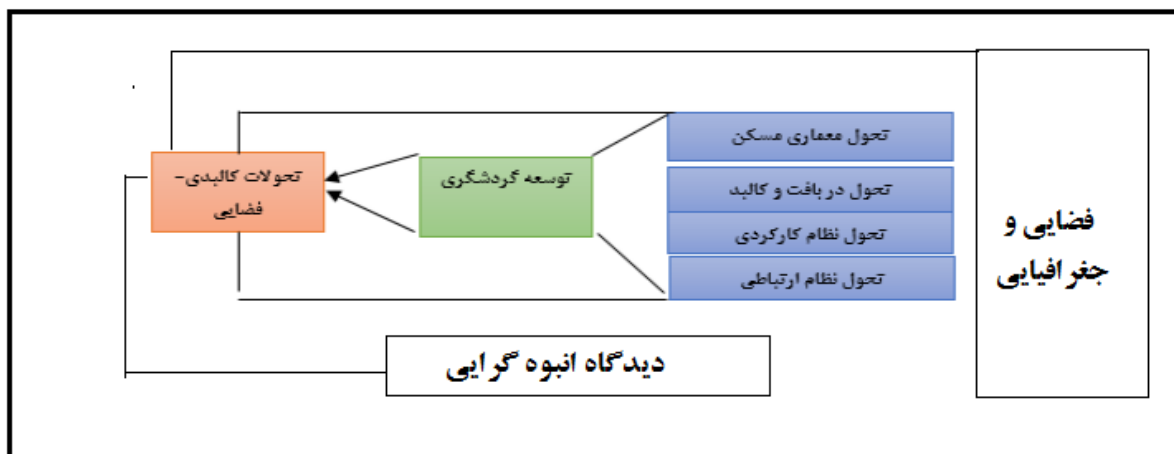 تحول معماری مسکن
تحول در بافت و کالبد
تحول نظام کارکردی
تحول نظام ارتباطی
توسعه گردشگری
تحولات کالبدی-
فضایی
فضایی و
جغرافیایی
دیدگاه انبوه گرایی